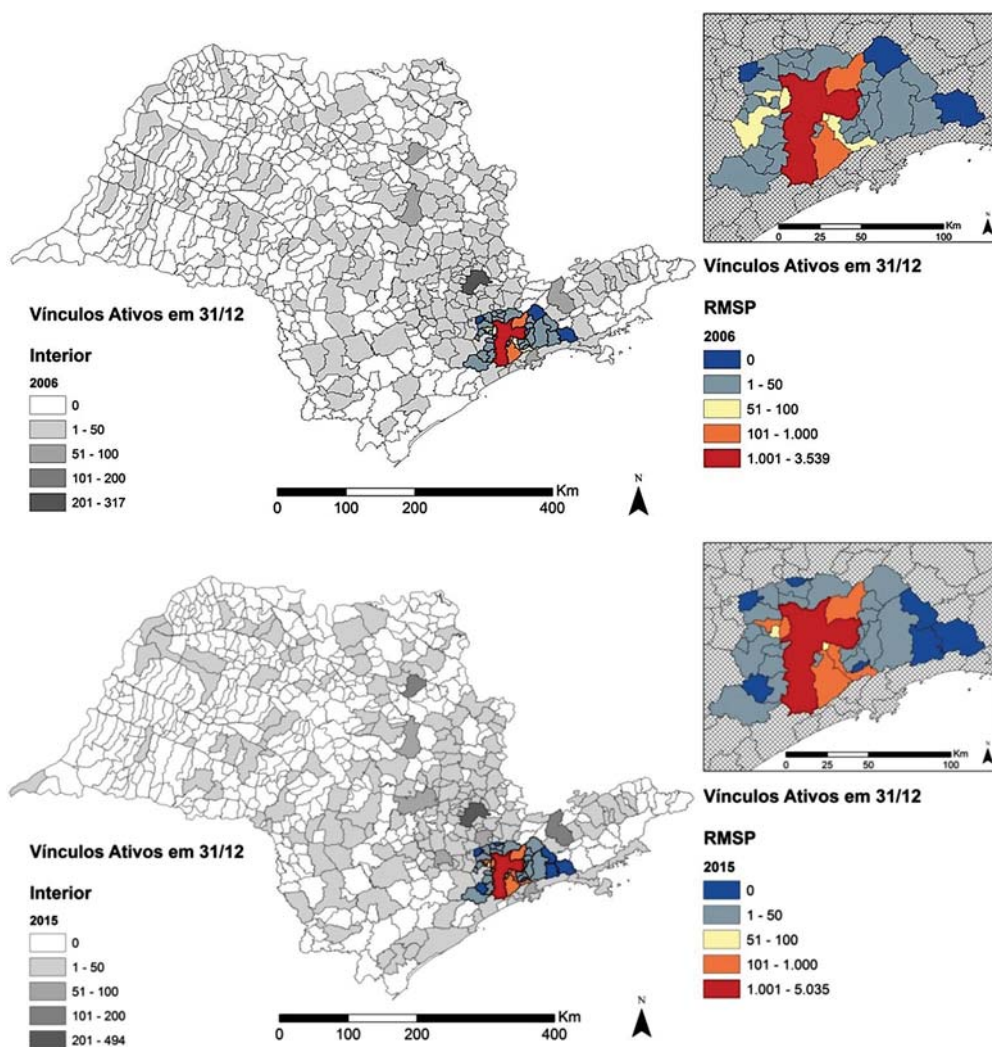 N
0 25 50 100
Km
Vínculos Ativos em 31/12
RMSP
2006
0
1 - 50
51 - 100
101 - 1.000
1.001 - 3.539
Vínculos Ativos em 31/12
Interior
2006
0
1 - 50
51 - 100
101 - 200
201 - 317
Km
0 100 200 400
N
N
Km
0 25 50 100
Vínculos Ativos em 31/12
RMSP
2015
0
1 - 50
51 - 100
101 - 1.000
1.001 - 5.035
Vínculos Ativos em 31/12
Interior
2015
0
1 - 50
51 - 100
101 - 200
201 - 494
Km
0 100 200 400
N